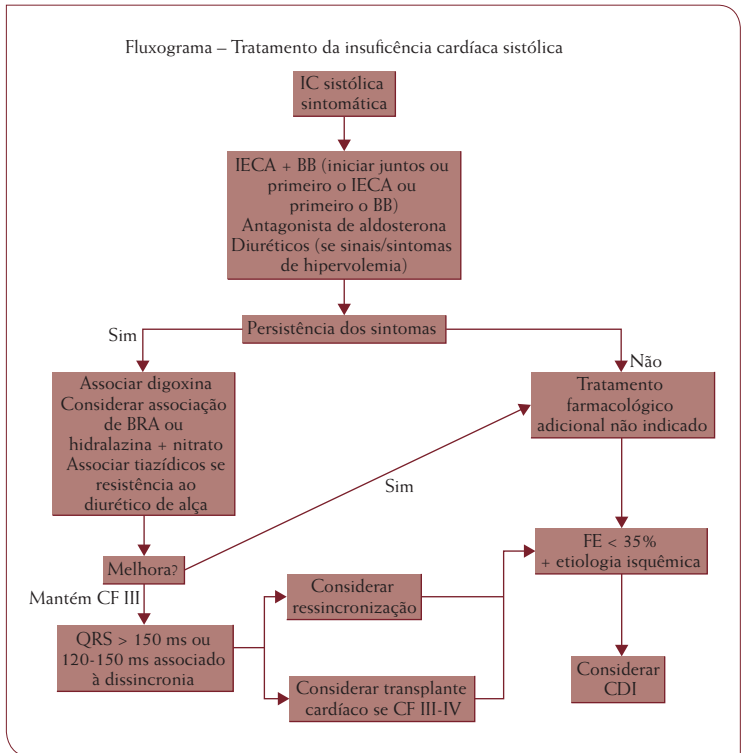 Fluxograma – Tratamento da insuficência cardíaca sistólica
IC sistólica
sintomática
IECA + BB (iniciar juntos ou
primeiro o IECA ou
primeiro o BB)
Antagonista de aldosterona
Diuréticos (se sinais/sintomas
de hipervolemia)
Persistência dos sintomas
Sim
Não
Associar digoxina
Considerar associação
de BRA ou
hidralazina + nitrato
Associar tiazídicos se
resistência ao
diurético de alça
Tratamento
farmacológico
adicional não indicado
Sim
Melhora?
Mantém CF III
FE < 35%
+ etiologia isquêmica
Considerar
ressincronização
QRS > 150 ms ou
120-150 ms associado
à dissincronia
Considerar transplante
cardíaco se CF III-IV
Considerar
CDI